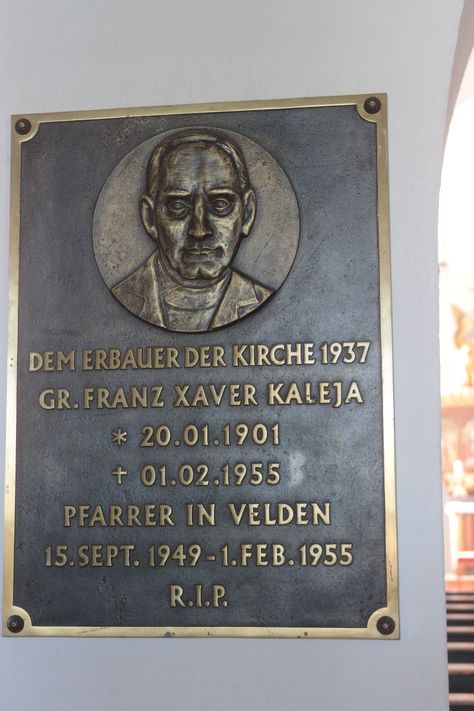 DEM ERBAUER DER KIRCHE 1937
GR. FRANZ XAVER KALEJA
* 20.01.1901
† 01.02.1955
PFARRER IN VELDEN
15. SEPT. 1949 - 1. FEB. 1955
R.I.P.